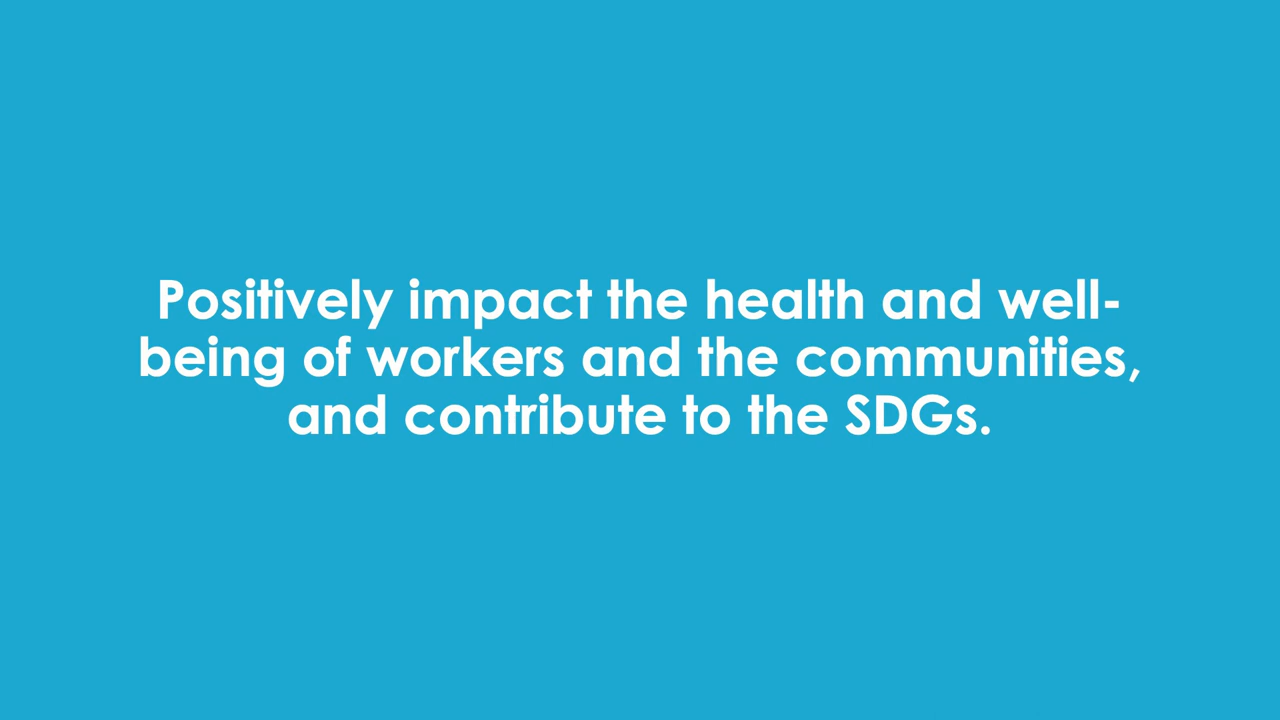 Positively impact the health and well-
being of workers and the communities,
and contribute to the SDGs.